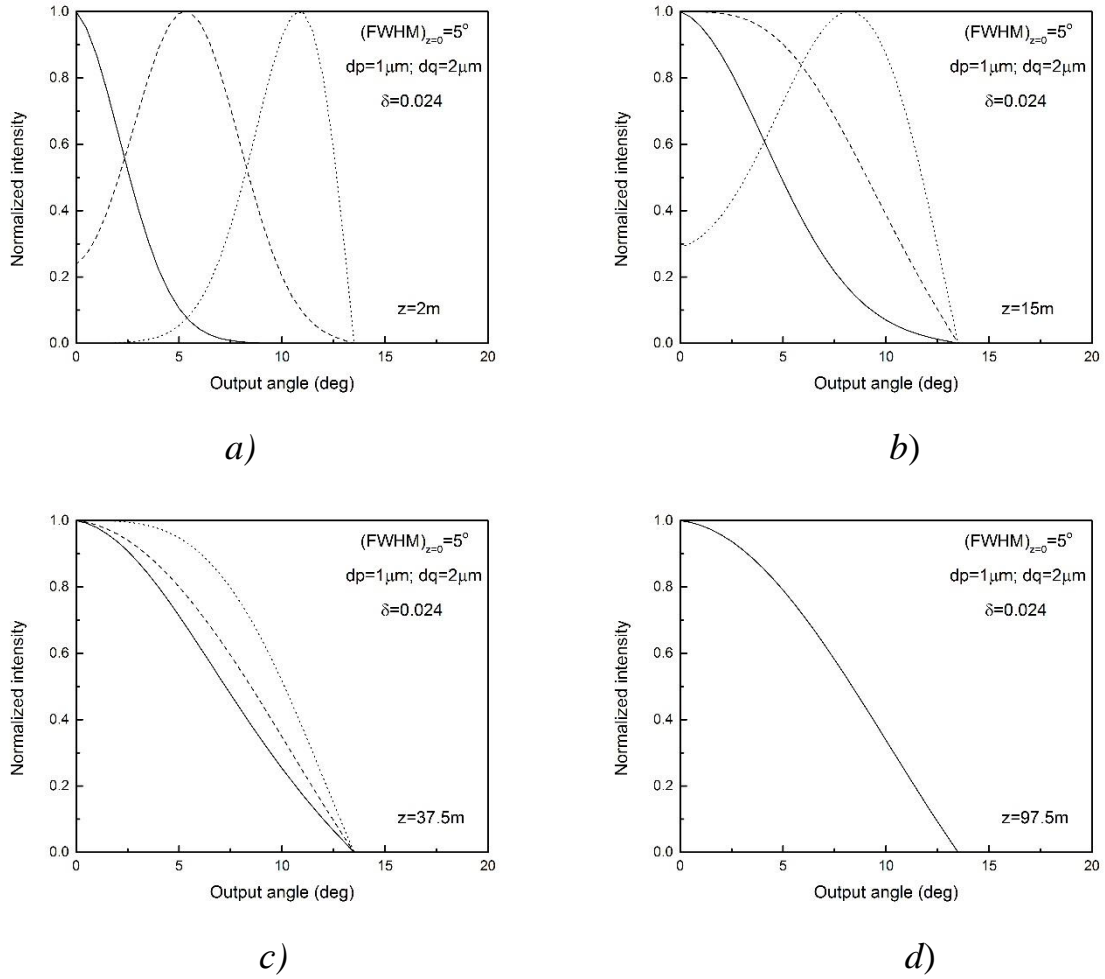 Normalized intensity
1.0
0.8
0.6
0.4
0.2
0.0
(FWHM)z=0=5°
dp=1μm; dq=2μm
δ=0.024
z=2m
0 5 10 15 20
Output angle (deg)
a)
Normalized intensity
1.0
0.8
0.6
0.4
0.2
0.0
(FWHM)z=0=5°
dp=1μm; dq=2μm
δ=0.024
z=15m
0 5 10 15 20
Output angle (deg)
b)
Normalized intensity
1.0
0.8
0.6
0.4
0.2
0.0
(FWHM)z=0=5°
dp=1μm; dq=2μm
δ=0.024
z=37.5m
0 5 10 15 20
Output angle (deg)
c)
Normalized intensity
1.0
0.8
0.6
0.4
0.2
0.0
(FWHM)z=0=5°
dp=1μm; dq=2μm
δ=0.024
z=97.5m
0 5 10 15 20
Output angle (deg)
d)